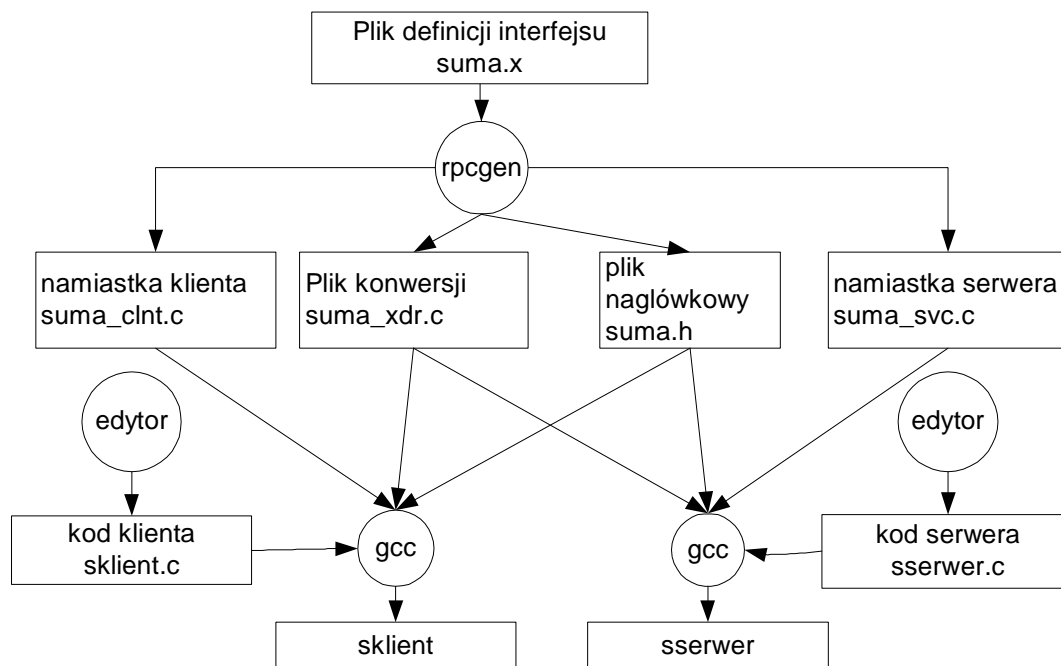 Plik definicji interfejsu
suma.x
rpcgen
namiastka klienta
suma_clnt.c
Plik konwersji
suma_xdr.c
plik
naglówkowy
suma.h
namiastka serwera
suma_svc.c
edytor
edytor
kod klienta
sklient.c
gcc
gcc
kod serwera
sserwer.c
sklient
sserwer